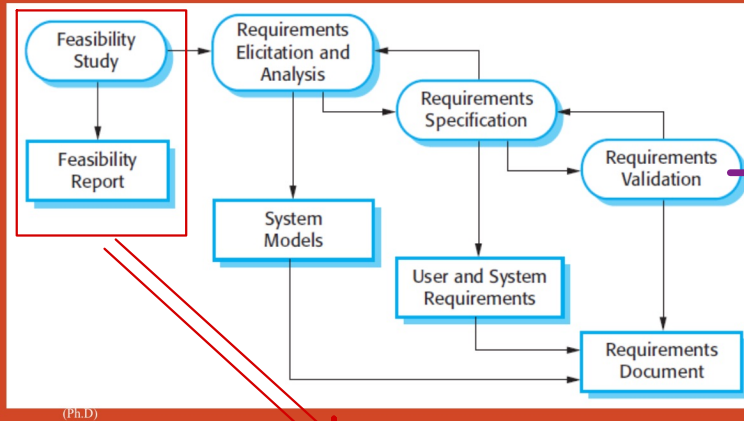 Feasibility
Study
Requirements
Elicitation and
Analysis
Requirements
Specification
Requirements
Validation
Feasibility
Report
System
Models
User and System
Requirements
Requirements
Document
(Ph.D)